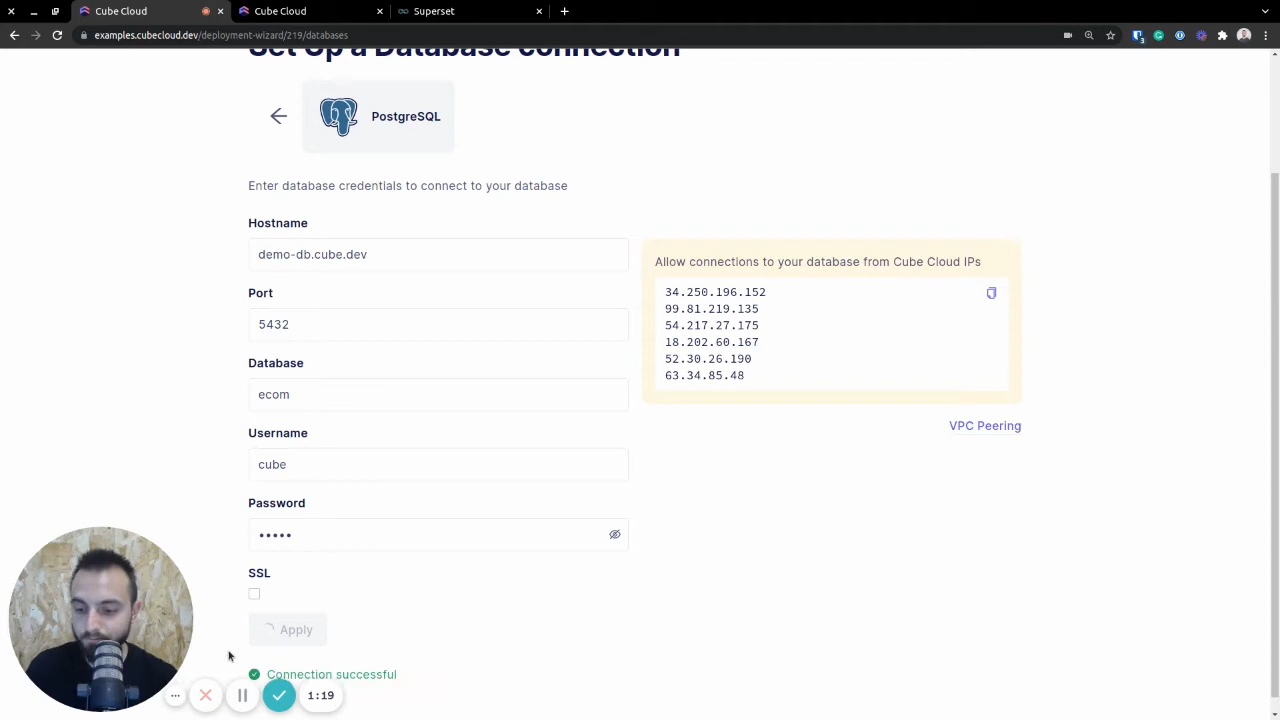 Cube Cloud
Cube Cloud
Superset
examples.cubecloud.dev/deployment-wizard/219/databases
Set Up a Database connection
PostgreSQL
Enter database credentials to connect to your database
Hostname
demo-db.cube.dev
Port
5432
Database
ecom
Username
cube
Password
•••••
SSL
Apply
Connection successful
Allow connections to your database from Cube Cloud IPs
34.250.196.152
99.81.219.135
54.217.27.175
18.202.60.167
52.30.26.190
63.34.85.48
VPC Peering
1:19